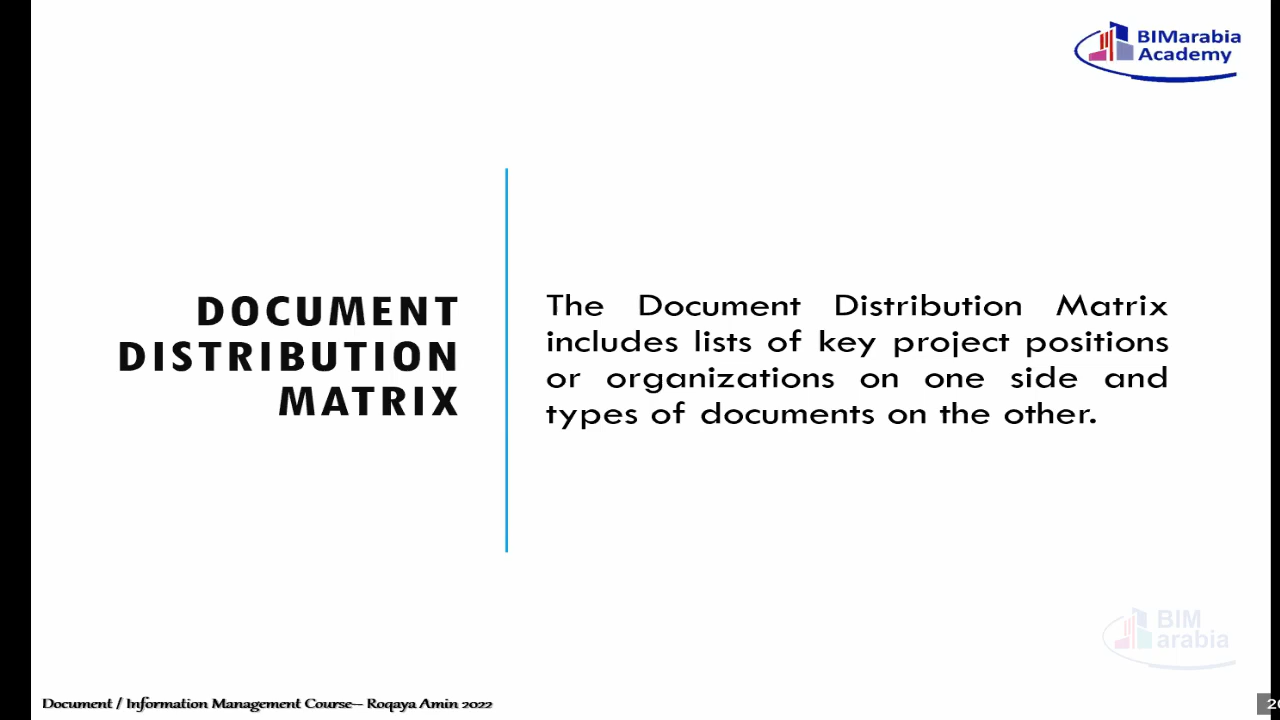 BIMarabia
Academy
DOCUMENT
DISTRIBUTION
MATRIX
The Document Distribution Matrix
includes lists of key project positions
or organizations on one side and
types of documents on the other.
BIM
arabia
Document / Information Management Course– Roqaya Amin 2022